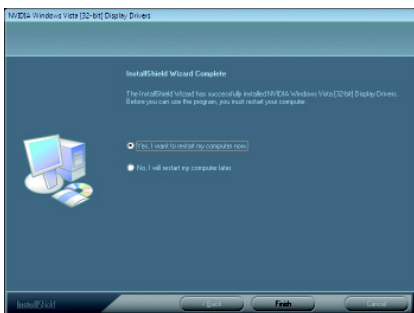 NVIDIA Windows Vista (32-bit) Display Drivers
InstallShield Wizard Complete
The InstallShield Wizard has successfully installed NVIDIA Windows Vista (32-bit) Display Drivers.
Before you can use the program, you must restart your computer.
Yes, I want to restart my computer now.
No, I will restart my computer later.
InstallShield
< Back
Finish
Cancel